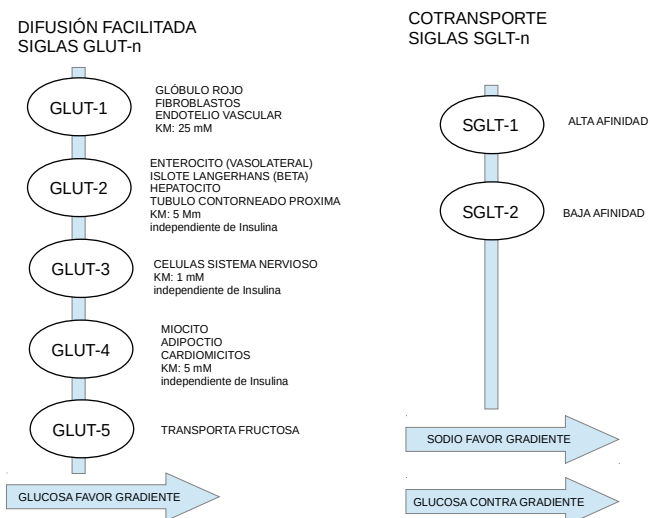 DIFUSIÓN FACILITADA
SIGLAS GLUT-n
GLUT-1
GLÓBULO ROJO
FIBROBLASTOS
ENDOTELIO VASCULAR
KM: 25 mM
GLUT-2
ENTEROCITO (VASOLATERAL)
ISLOTE LANGERHANS (BETA)
HEPATOCITO
TUBULO CONTORNEADO PROXIMA
KM: 5 Mm
independiente de Insulina
GLUT-3
CELULAS SISTEMA NERVIOSO
KM: 1 mM
independiente de Insulina
GLUT-4
MIOCITO
ADIPOCTIO
CARDIOMICITOS
KM: 5 mM
independiente de Insulina
GLUT-5
TRANSPORTA FRUCTOSA
GLUCOSA FAVOR GRADIENTE
COTRANSPORTE
SIGLAS SGLT-n
SGLT-1
ALTA AFINIDAD
SGLT-2
BAJA AFINIDAD
SODIO FAVOR GRADIENTE
GLUCOSA CONTRA GRADIENTE